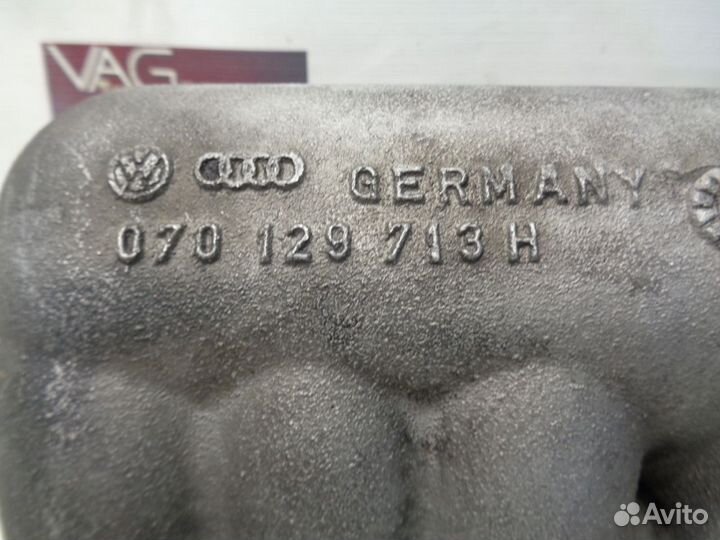 VAG
GERMANY
070 129 713 H
Avito